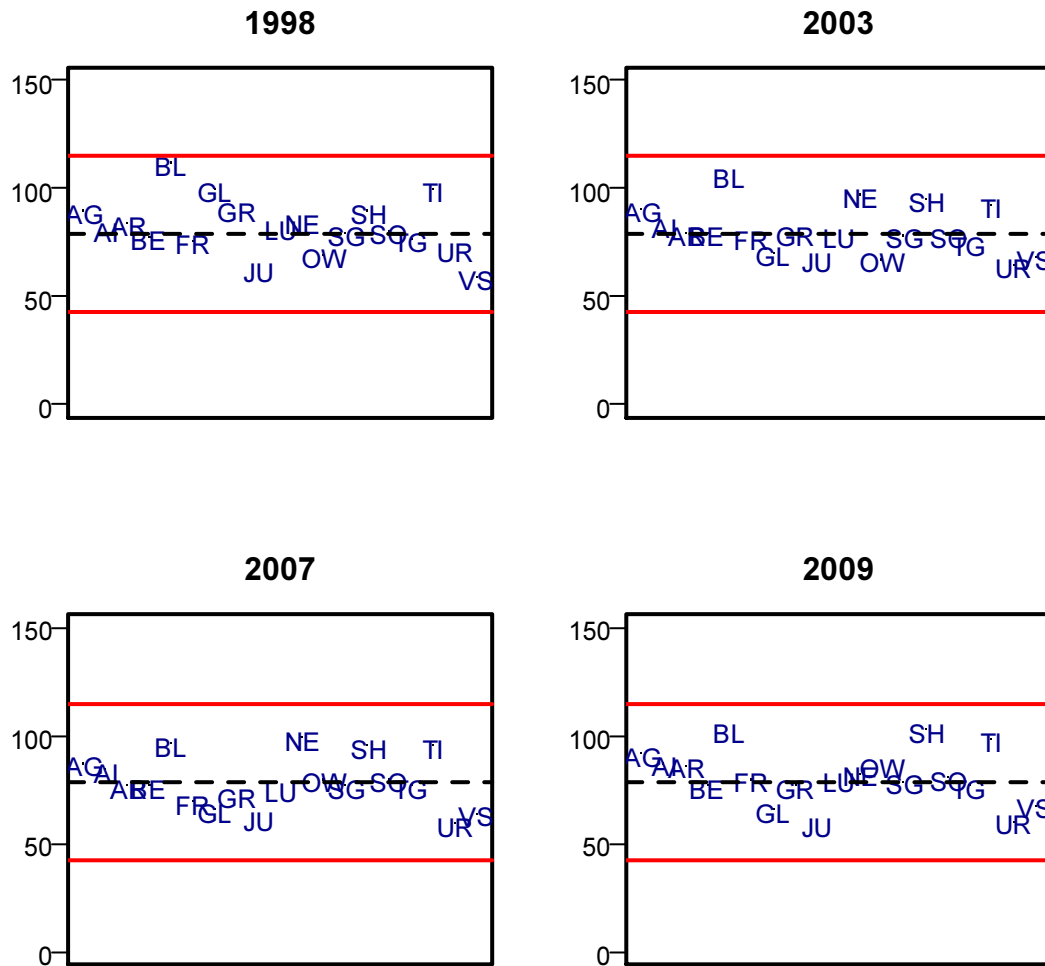 1998
150
100
50
0
BL
GL
TI
AG
GR
SH
AI
AR
NE
LU
BE
FR
SG
SO
TG
OW
UR
JU
VS
2003
150
100
50
0
BL
NE
SH
TI
AG
AI
AR
BE
FR
GR
LU
SG
SO
TG
GL
JU
OW
UR
VS
2007
150
100
50
0
BL
NE
SH
TI
AG
AI
AR
BE
OW
SG
SO
TG
FR
GL
GR
LU
JU
UR
VS
2009
150
100
50
0
BL
SH
TI
AG
AI
AR
OW
BE
FR
GR
LU
NE
SG
SO
TG
GL
JU
UR
VS